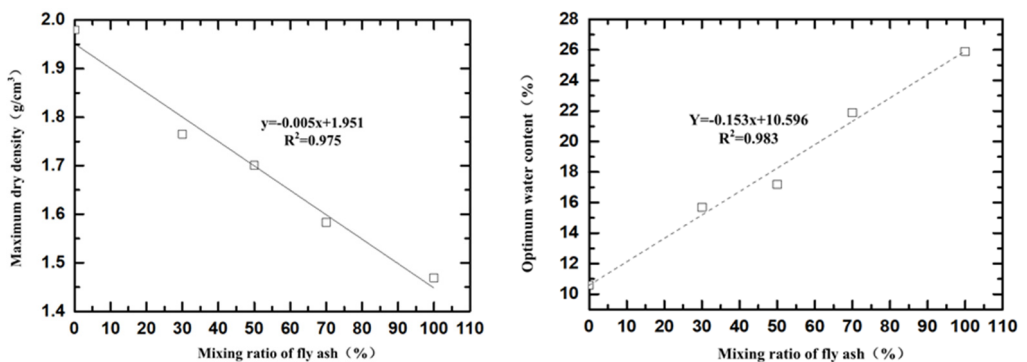 2.0
1.9
1.8
1.7
1.6
1.5
1.4
Maximum dry density（g/cm³）
y=-0.005x+1.951
R²=0.975
0 10 20 30 40 50 60 70 80 90 100 110
Mixing ratio of fly ash（%）
28
26
24
22
20
18
16
14
12
10
Optimum water content（%）
Y=-0.153x+10.596
R²=0.983
0 10 20 30 40 50 60 70 80 90 100 110
Mixing ratio of fly ash（%）